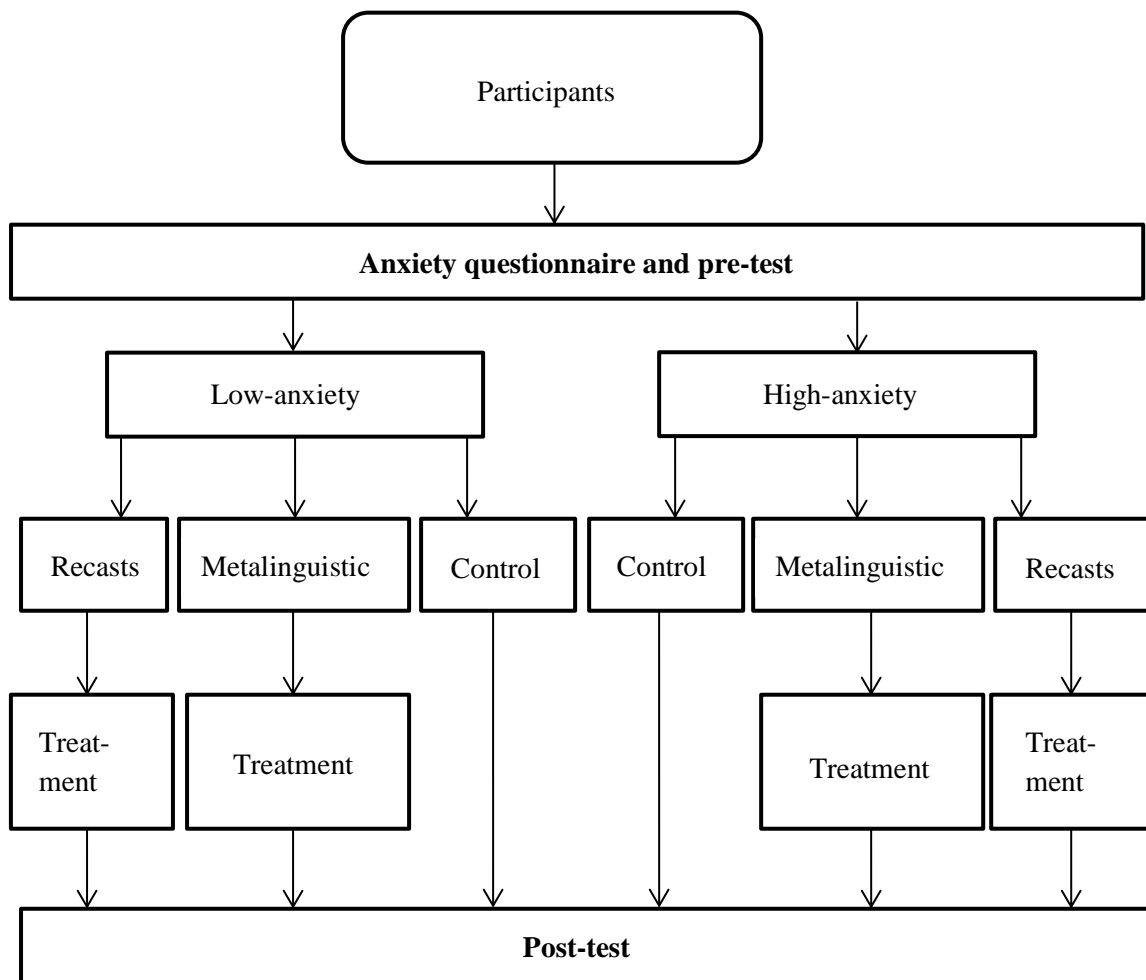 Participants
Anxiety questionnaire and pre-test
Low-anxiety
High-anxiety
Recasts
Metalinguistic
Control
Control
Metalinguistic
Recasts
Treat-
ment
Treatment
Treatment
Treat-
ment
Post-test